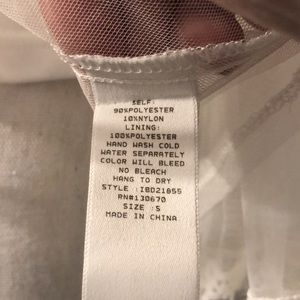 SELF:
90%POLYESTER
10%NYLON
LINING:
100%POLYESTER
HAND WASH COLD
WATER SEPARATELY
COLOR WILL BLEED
NO BLEACH
HANG TO DRY
STYLE :IBD21855
RN#130670
SIZE :S
MADE IN CHINA